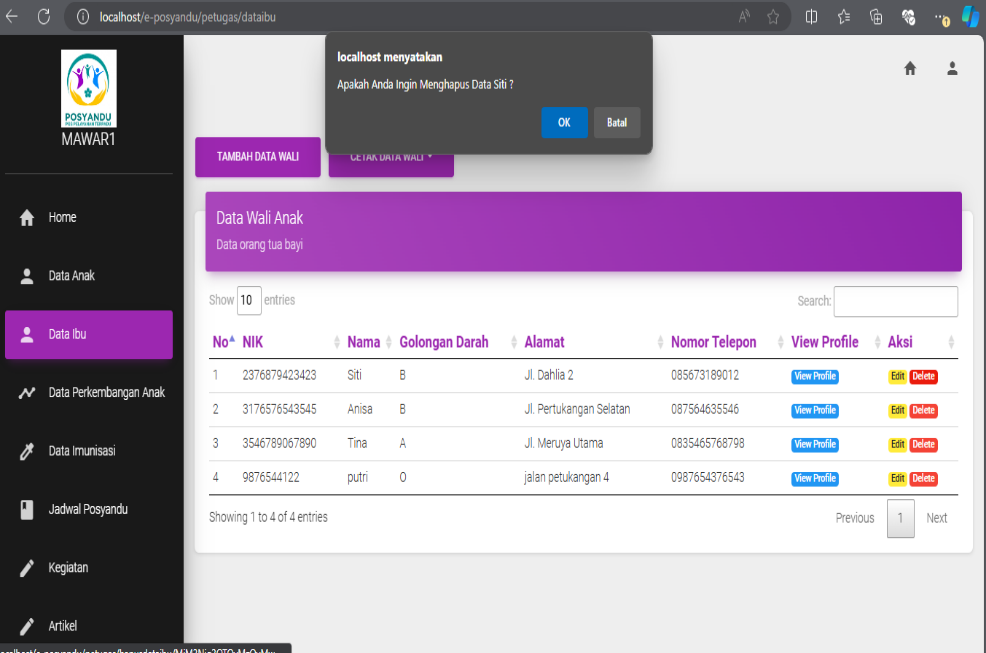 localhost/e-posyandu/petugas/dataibu
localhost menyatakan
Apakah Anda Ingin Menghapus Data Siti ?
OK Batal
POSYANDU
MAWAR1
TAMBAH DATA WALI CETAK DATA WALI
Home
Data Anak
Data Ibu
Data Perkembangan Anak
Data Imunisasi
Jadwal Posyandu
Kegiatan
Artikel
Data Wali Anak
Data orang tua bayi
Show 10 entries Search:
No NIK Nama Golongan Darah Alamat Nomor Telepon View Profile Aksi
1 2376879423423 Siti B Jl. Dahlia 2 085673189012 View Profile Edit Delete
2 3176576543545 Anisa B Jl. Pertukangan Selatan 087564635546 View Profile Edit Delete
3 3546789067890 Tina A Jl. Meruya Utama 0835465768798 View Profile Edit Delete
4 9876544122 putri O jalan petukangan 4 0987654376543 View Profile Edit Delete
Showing 1 to 4 of 4 entries Previous 1 Next